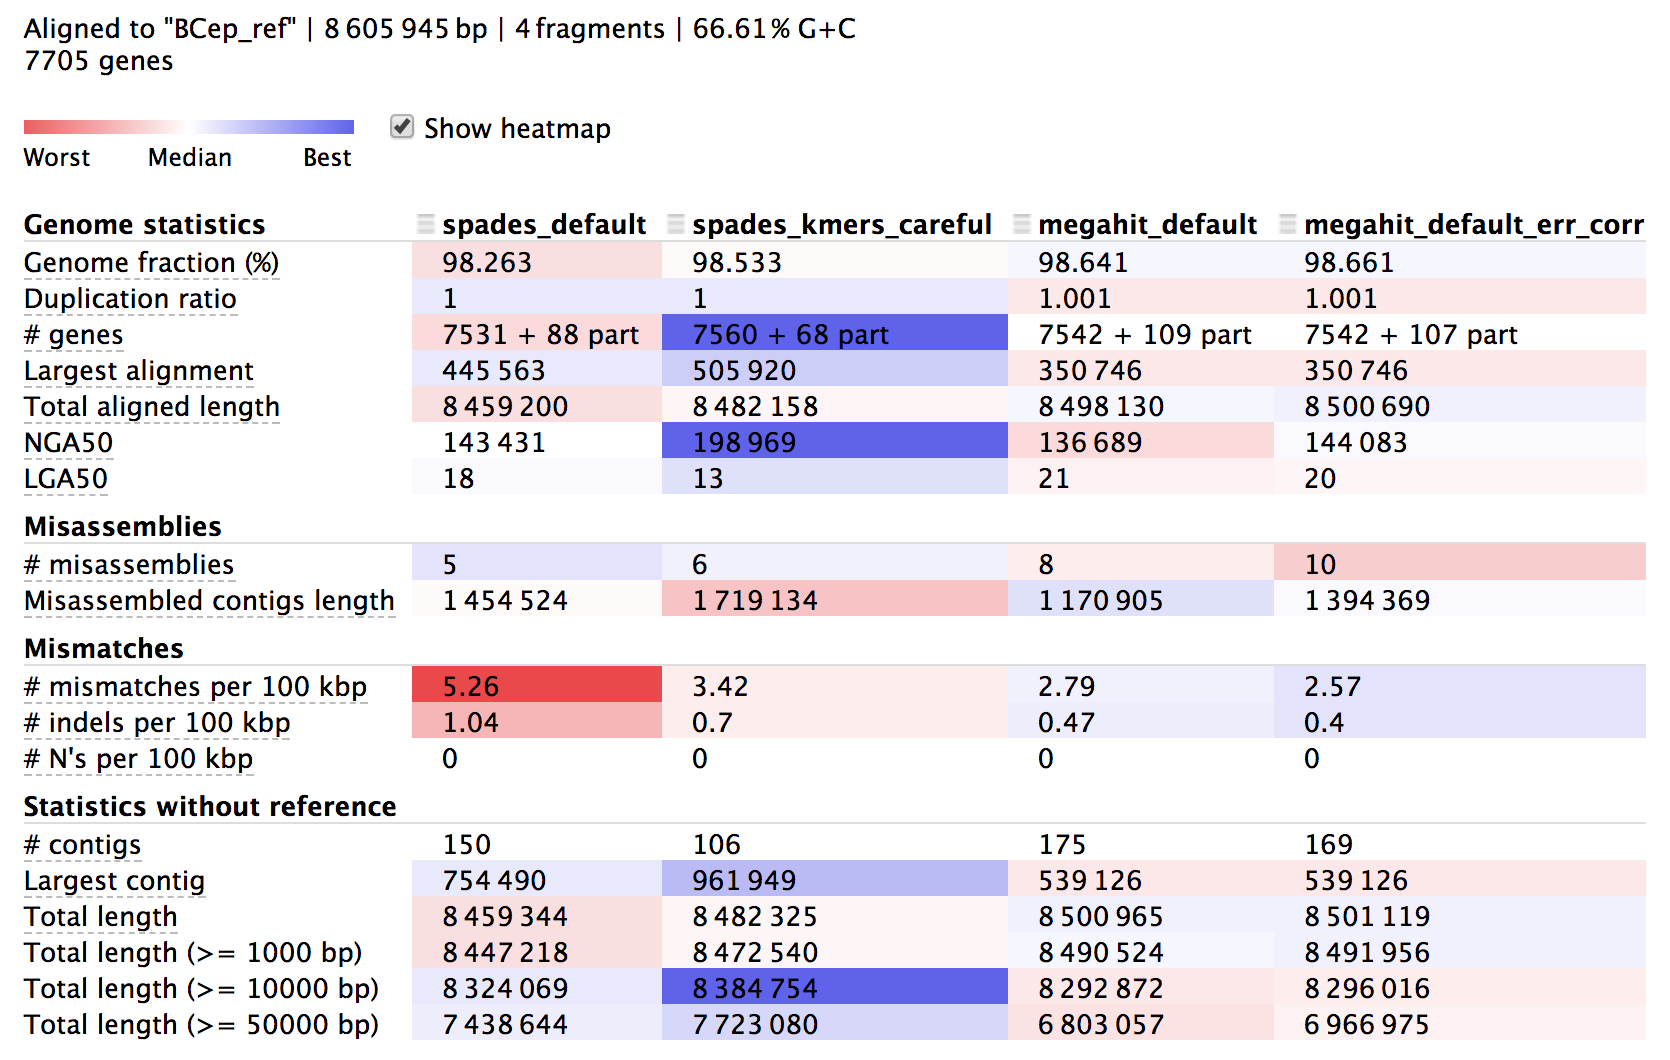 Aligned to "BCep_ref" | 8 605 945 bp | 4 fragments | 66.61% G+C
7705 genes
Show heatmap
Worst Median Best
Genome statistics spades_default spades_kmers_careful megahit_default megahit_default_err_corr
Genome fraction (%) 98.263 98.533 98.641 98.661
Duplication ratio 1 1 1.001 1.001
# genes 7531 + 88 part 7560 + 68 part 7542 + 109 part 7542 + 107 part
Largest alignment 445 563 505 920 350 746 350 746
Total aligned length 8 459 200 8 482 158 8 498 130 8 500 690
NGA50 143 431 198 969 136 689 144 083
LGA50 18 13 21 20
Misassemblies
# misassemblies 5 6 8 10
Misassembled contigs length 1 454 524 1 719 134 1 170 905 1 394 369
Mismatches
# mismatches per 100 kbp 5.26 3.42 2.79 2.57
# indels per 100 kbp 1.04 0.7 0.47 0.4
# N's per 100 kbp 0 0 0 0
Statistics without reference
# contigs 150 106 175 169
Largest contig 754 490 961 949 539 126 539 126
Total length 8 459 344 8 482 325 8 500 965 8 501 119
Total length (>= 1000 bp) 8 447 218 8 472 540 8 490 524 8 491 956
Total length (>= 10000 bp) 8 324 069 8 384 754 8 292 872 8 296 016
Total length (>= 50000 bp) 7 438 644 7 723 080 6 803 057 6 966 975